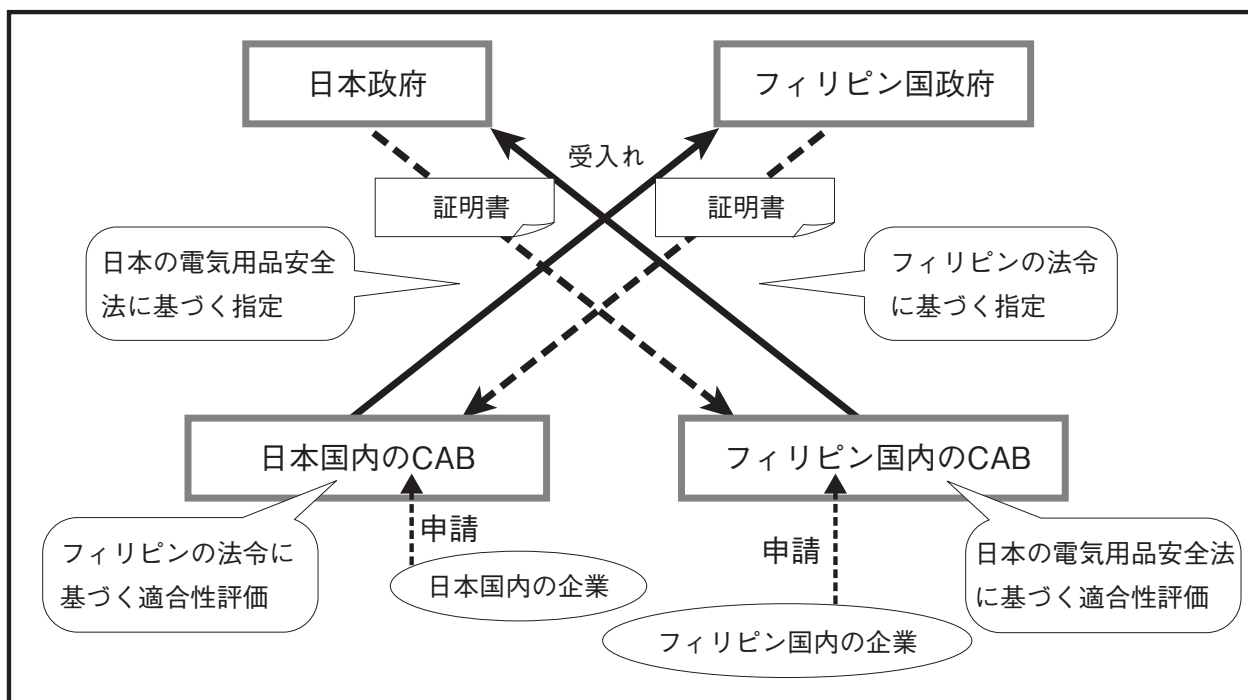 日本政府
フィリピン国政府
受入れ
証明書
証明書
日本の電気用品安全
法に基づく指定
フィリピンの法令
に基づく指定
日本国内のCAB
フィリピン国内のCAB
申請
申請
フィリピンの法令に
基づく適合性評価
日本国内の企業
日本の電気用品安全法
に基づく適合性評価
フィリピン国内の企業